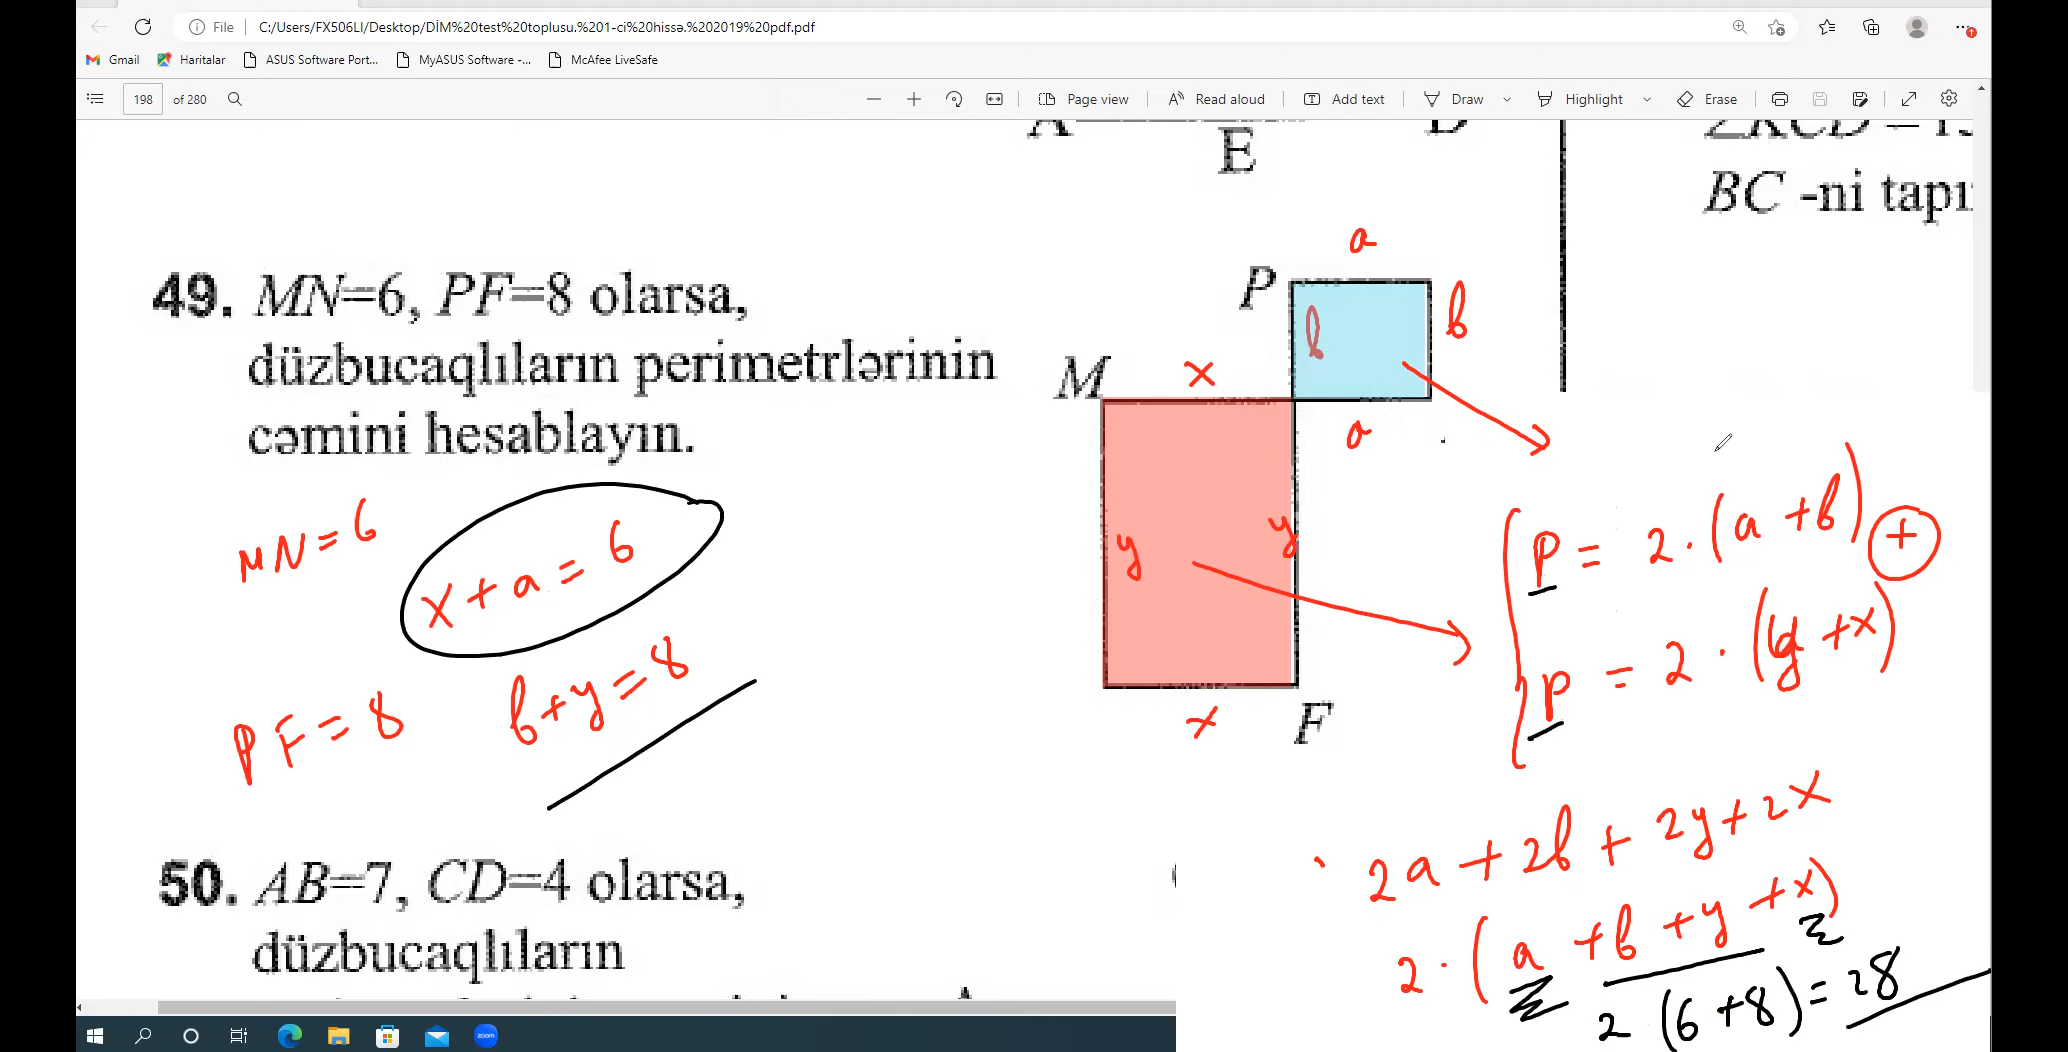 File C:/Users/FX506LI/Desktop/DİM%20test%20toplusu.%201-ci%20hissə.%202019%20pdf.pdf
Gmail Haritalar ASUS Software Port... MyASUS Software -... McAfee LiveSafe
198 of 280 Page view Read aloud Add text Draw Highlight Erase
E
BC -ni tapı
49. MN=6, PF=8 olarsa,
düzbucaqlıların perimetrlərinin
cəmini hesablayın.
P
M
F
a
b
b
x
a
y
y
x
MN=6
x+a=6
PF=8
b+y=8
P = 2·(a+b) +
P = 2·(y+x)
2a+2b+2y+2x
2·(a+b+y+x)
2(6+8)=28
50. AB=7, CD=4 olarsa,
düzbucaqlıların
zoom